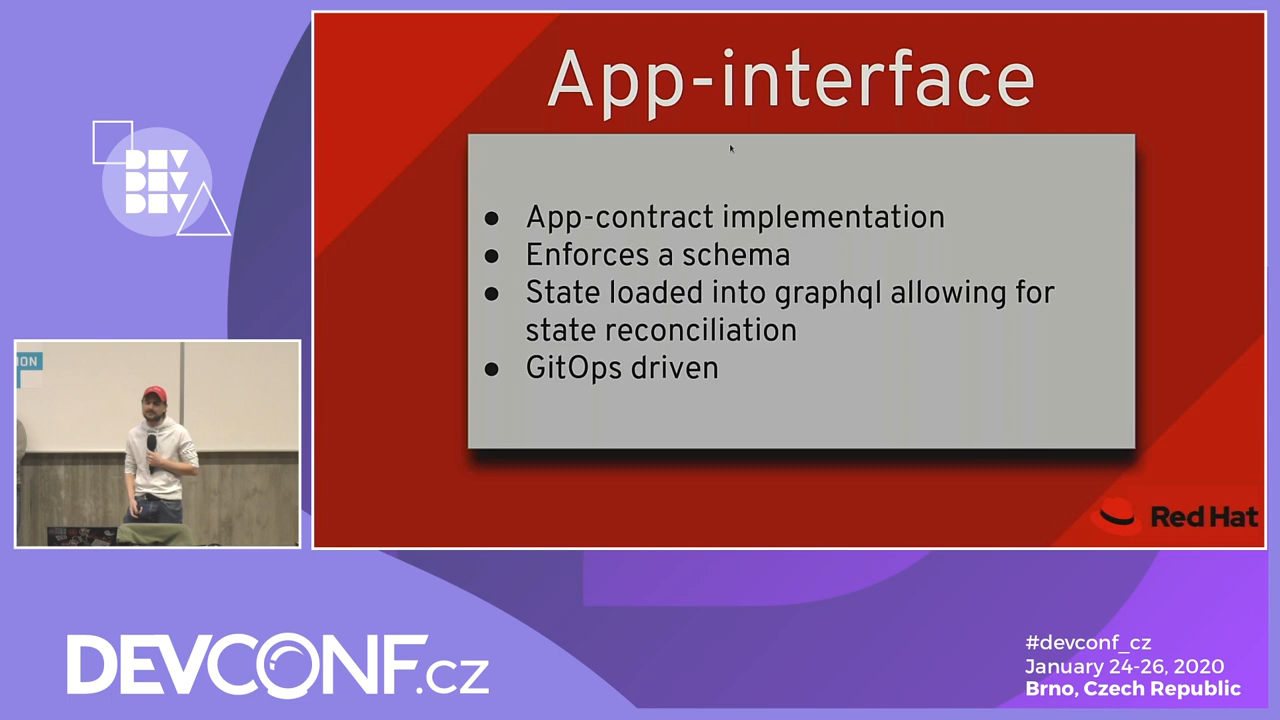 App-interface
● App-contract implementation
● Enforces a schema
● State loaded into graphql allowing for
state reconciliation
● GitOps driven
Red Hat
DEV
DEV
DEV
ION
DEVCONF.cz
#devconf_cz
January 24-26, 2020
Brno, Czech Republic